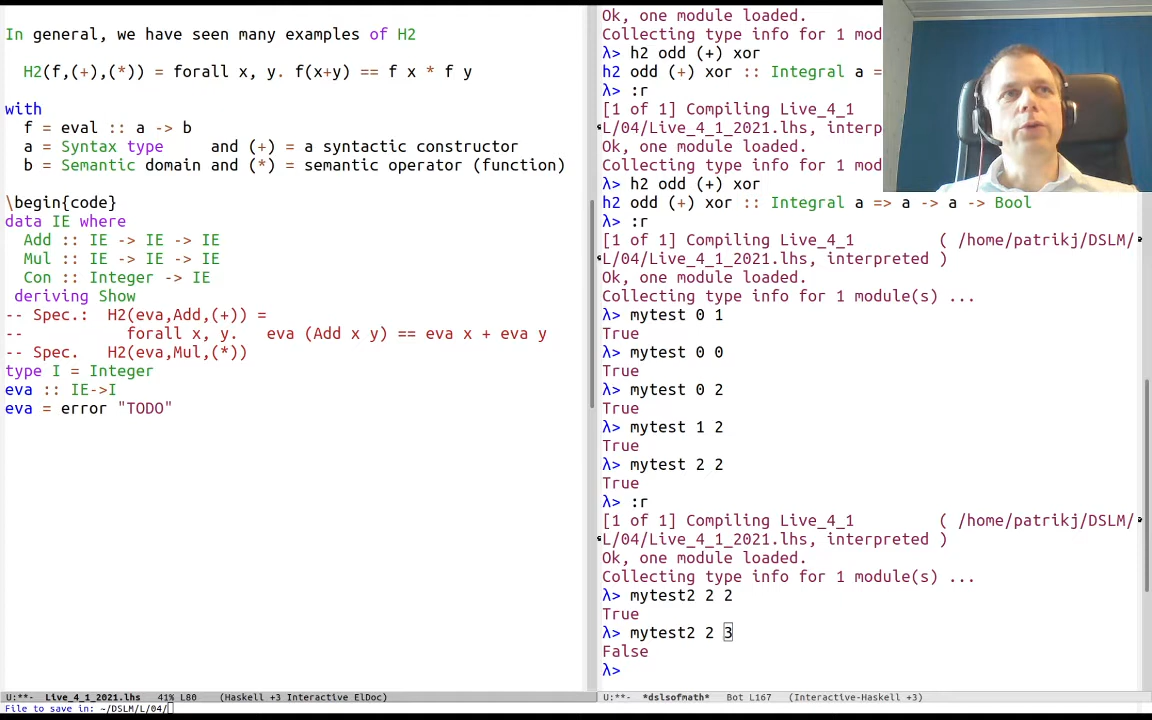 In general, we have seen many examples of H2
H2(f,(+),(*)) = forall x, y. f(x+y) == f x * f y
with
f = eval :: a -> b
a = Syntax type     and (+) = a syntactic constructor
b = Semantic domain and (*) = semantic operator (function)
\begin{code}
data IE where
Add :: IE -> IE -> IE
Mul :: IE -> IE -> IE
Con :: Integer -> IE
deriving Show
-- Spec.:  H2(eva,Add,(+)) =
--         forall x, y.  eva (Add x y) == eva x + eva y
-- Spec.   H2(eva,Mul,(*))
type I = Integer
eva :: IE->I
eva = error "TODO"
U:**-  Live_4_1_2021.lhs   41% L80    (Haskell +3 Interactive ElDoc)
File to save in: ~/DSLM/L/04/
Ok, one module loaded.
Collecting type info for 1 mod
λ> h2 odd (+) xor
h2 odd (+) xor :: Integral a =
λ> :r
[1 of 1] Compiling Live_4_1
L/04/Live_4_1_2021.lhs, interp
Ok, one module loaded.
Collecting type info for 1 mod
λ> h2 odd (+) xor
h2 odd (+) xor :: Integral a => a -> a -> Bool
λ> :r
[1 of 1] Compiling Live_4_1         ( /home/patrikj/DSLM/
L/04/Live_4_1_2021.lhs, interpreted )
Ok, one module loaded.
Collecting type info for 1 module(s) ...
λ> mytest 0 1
True
λ> mytest 0 0
True
λ> mytest 0 2
True
λ> mytest 1 2
True
λ> mytest 2 2
True
λ> :r
[1 of 1] Compiling Live_4_1         ( /home/patrikj/DSLM/
L/04/Live_4_1_2021.lhs, interpreted )
Ok, one module loaded.
Collecting type info for 1 module(s) ...
λ> mytest2 2 2
True
λ> mytest2 2 3
False
λ>
U:**-  *dslsofmath*   Bot L167   (Interactive-Haskell +3)